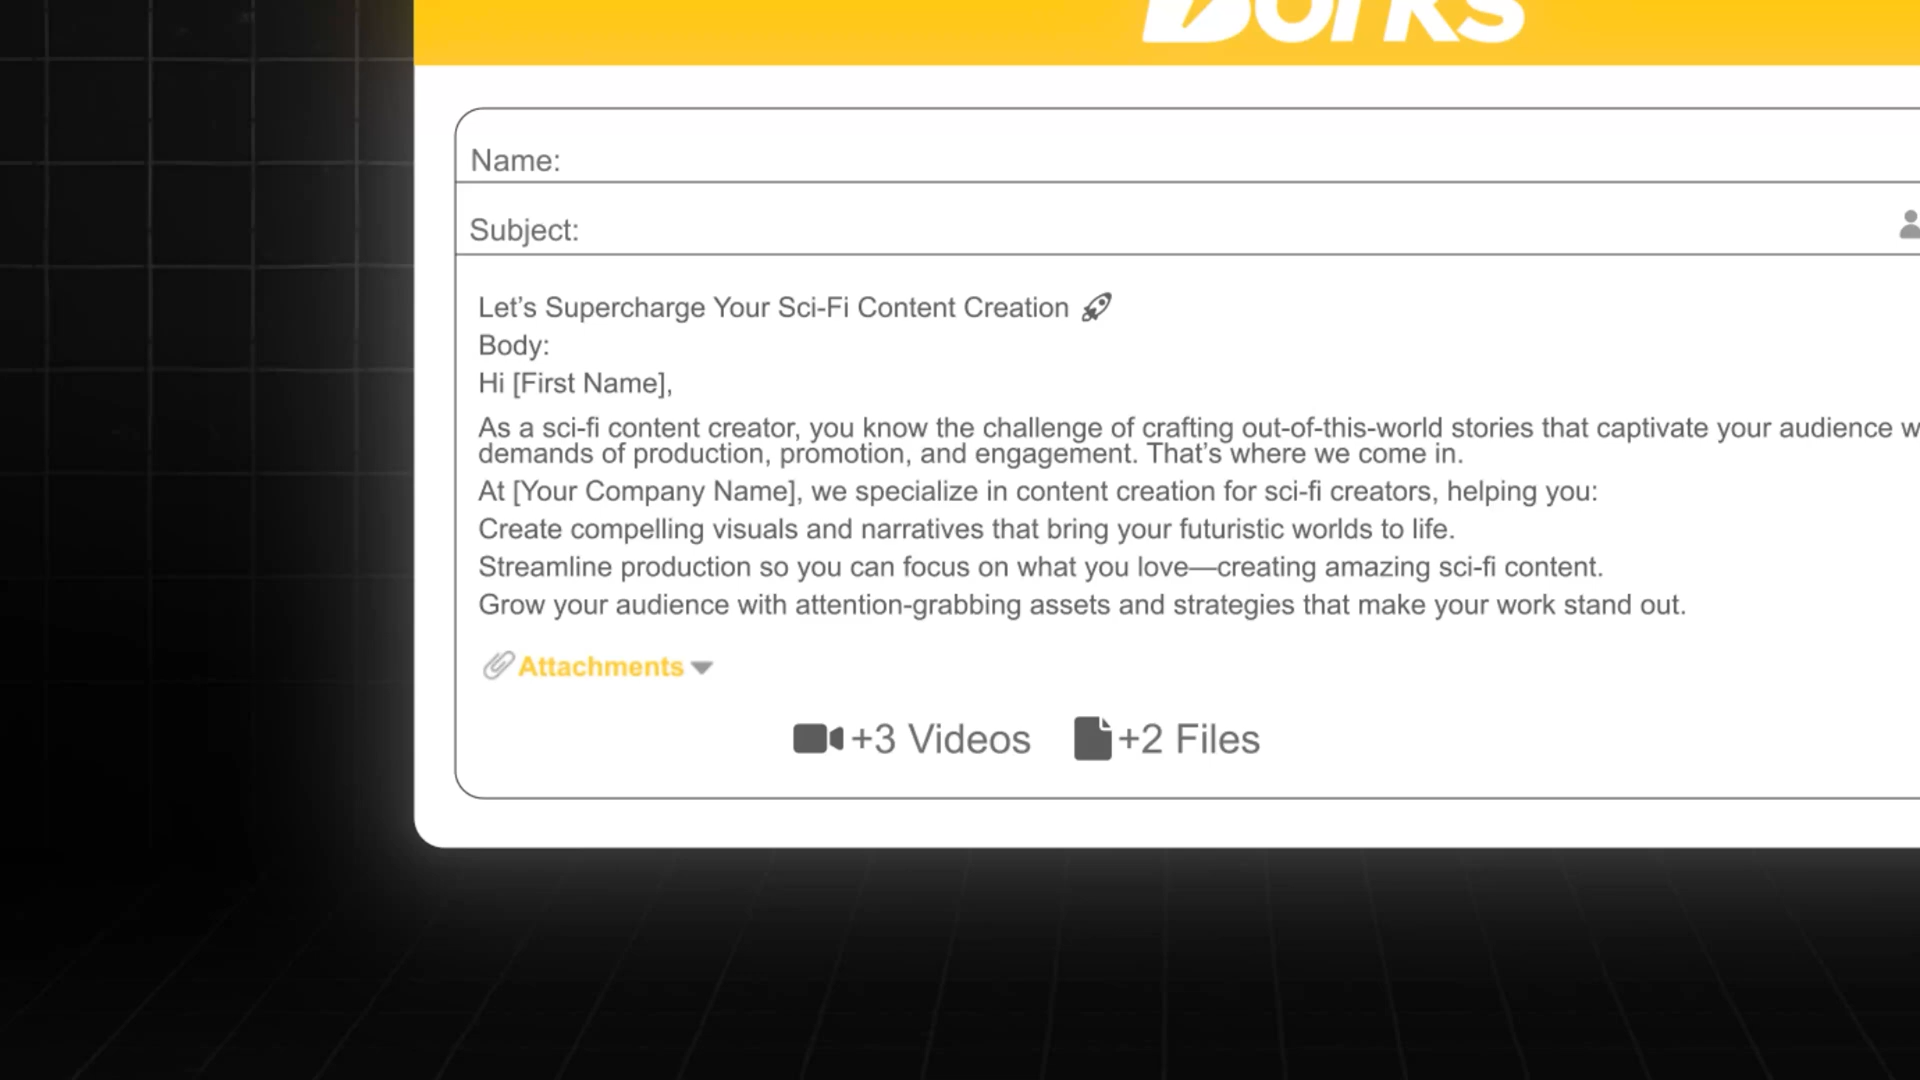 Name:
Subject:
Let’s Supercharge Your Sci-Fi Content Creation 🚀
Body:
Hi [First Name],
As a sci-fi content creator, you know the challenge of crafting out-of-this-world stories that captivate your audience
demands of production, promotion, and engagement. That’s where we come in.
At [Your Company Name], we specialize in content creation for sci-fi creators, helping you:
Create compelling visuals and narratives that bring your futuristic worlds to life.
Streamline production so you can focus on what you love—creating amazing sci-fi content.
Grow your audience with attention-grabbing assets and strategies that make your work stand out.
Attachments
+3 Videos +2 Files